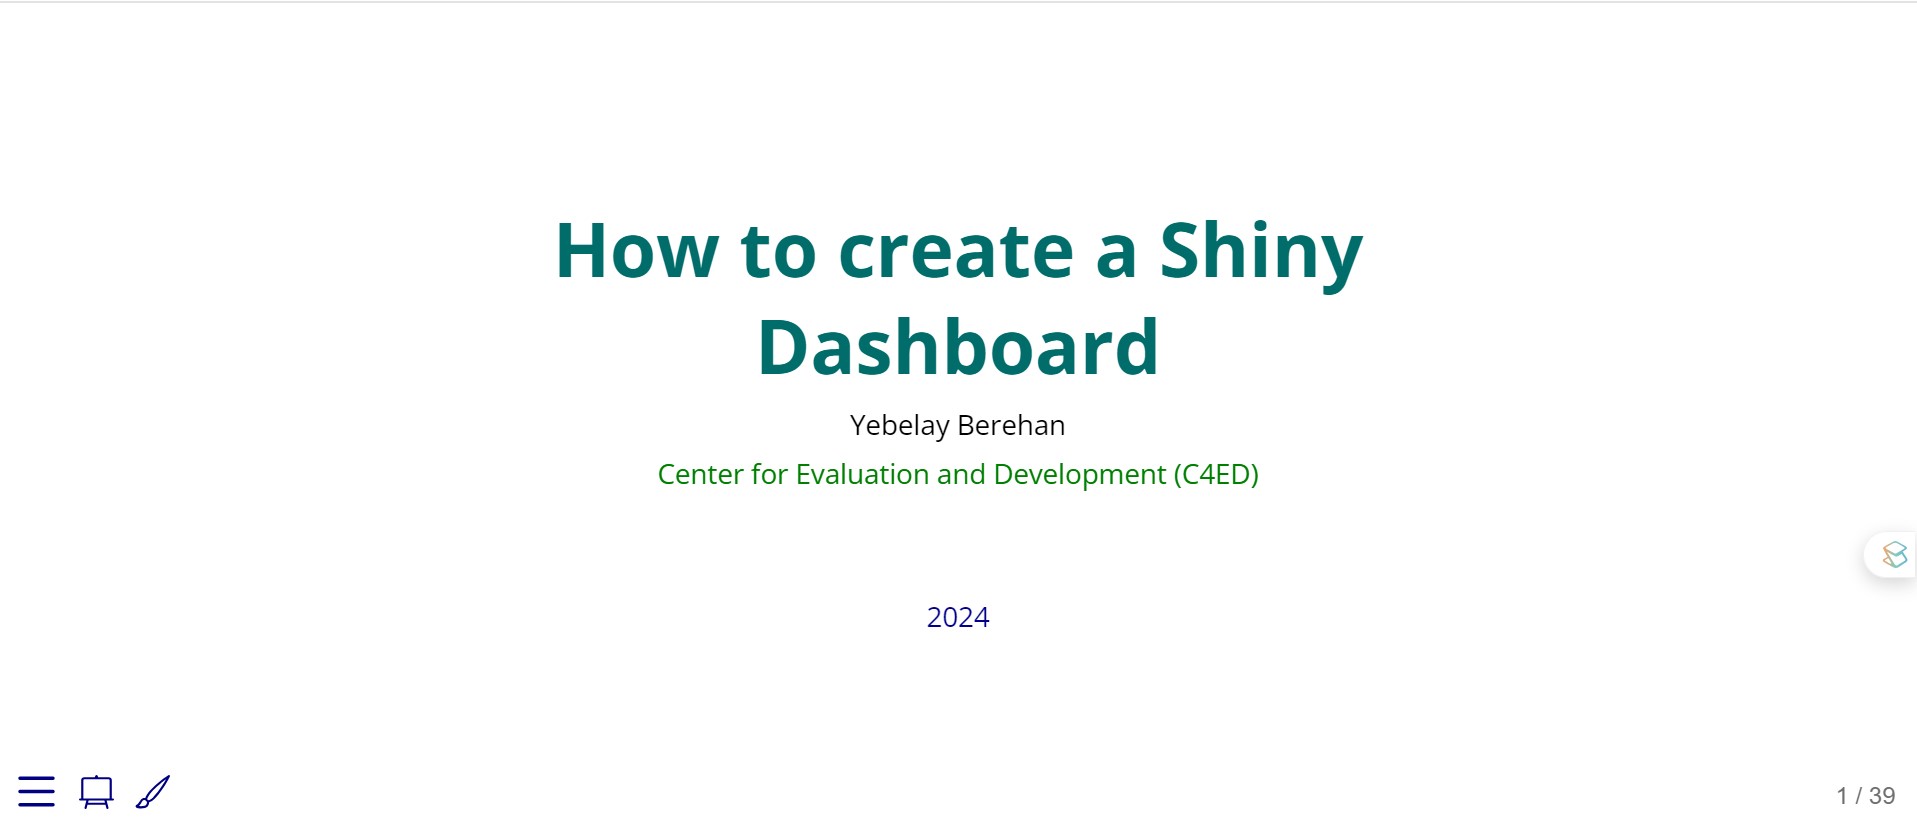 How to create a Shiny
Dashboard
Yebelay Berehan
Center for Evaluation and Development (C4ED)
2024
1 / 39